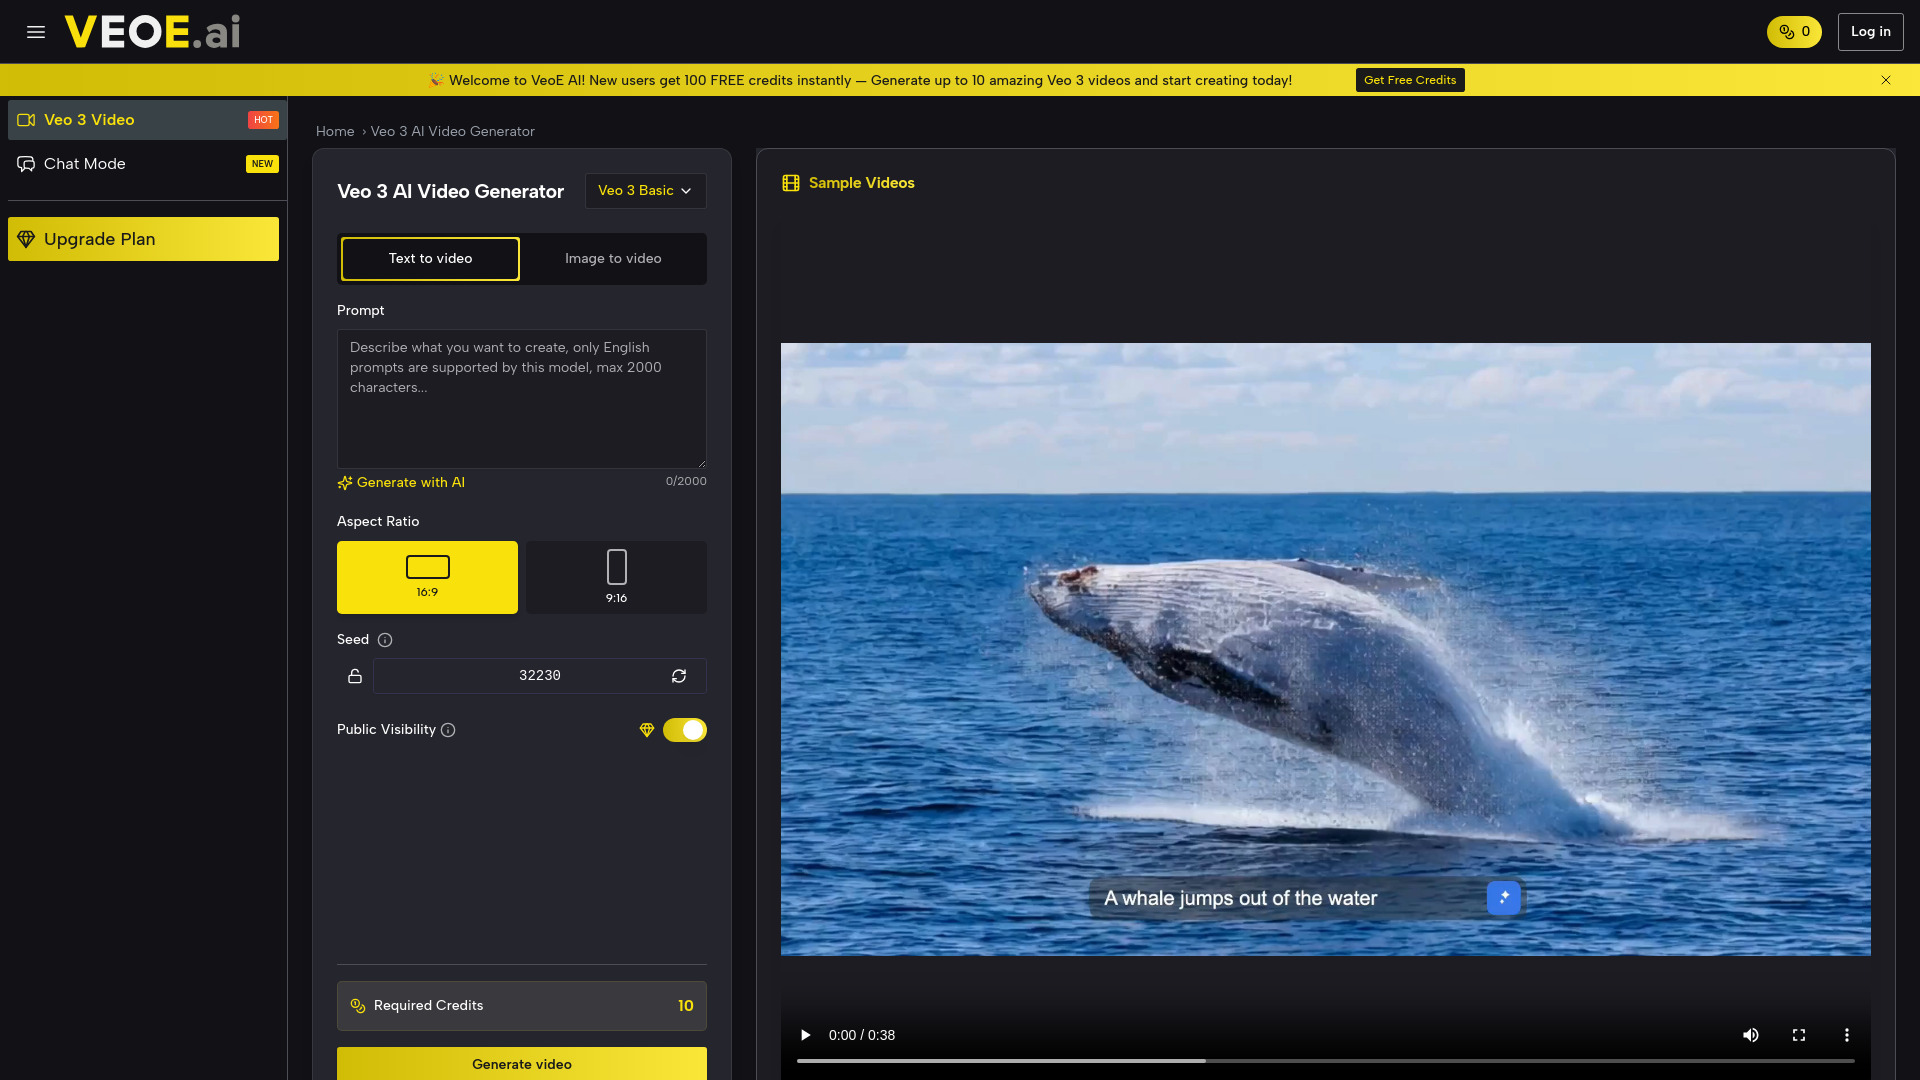 VEOE.ai
0
Log in
🎉 Welcome to VeoE AI! New users get 100 FREE credits instantly — Generate up to 10 amazing Veo 3 videos and start creating today!
Get Free Credits
Veo 3 Video
HOT
Chat Mode
NEW
Upgrade Plan
Home › Veo 3 AI Video Generator
Veo 3 AI Video Generator
Veo 3 Basic
Text to video
Image to video
Prompt
Describe what you want to create, only English
prompts are supported by this model, max 2000
characters...
Generate with AI
0/2000
Aspect Ratio
16:9
9:16
Seed
32230
Public Visibility
Required Credits
10
Generate video
Sample Videos
A whale jumps out of the water
0:00 / 0:38